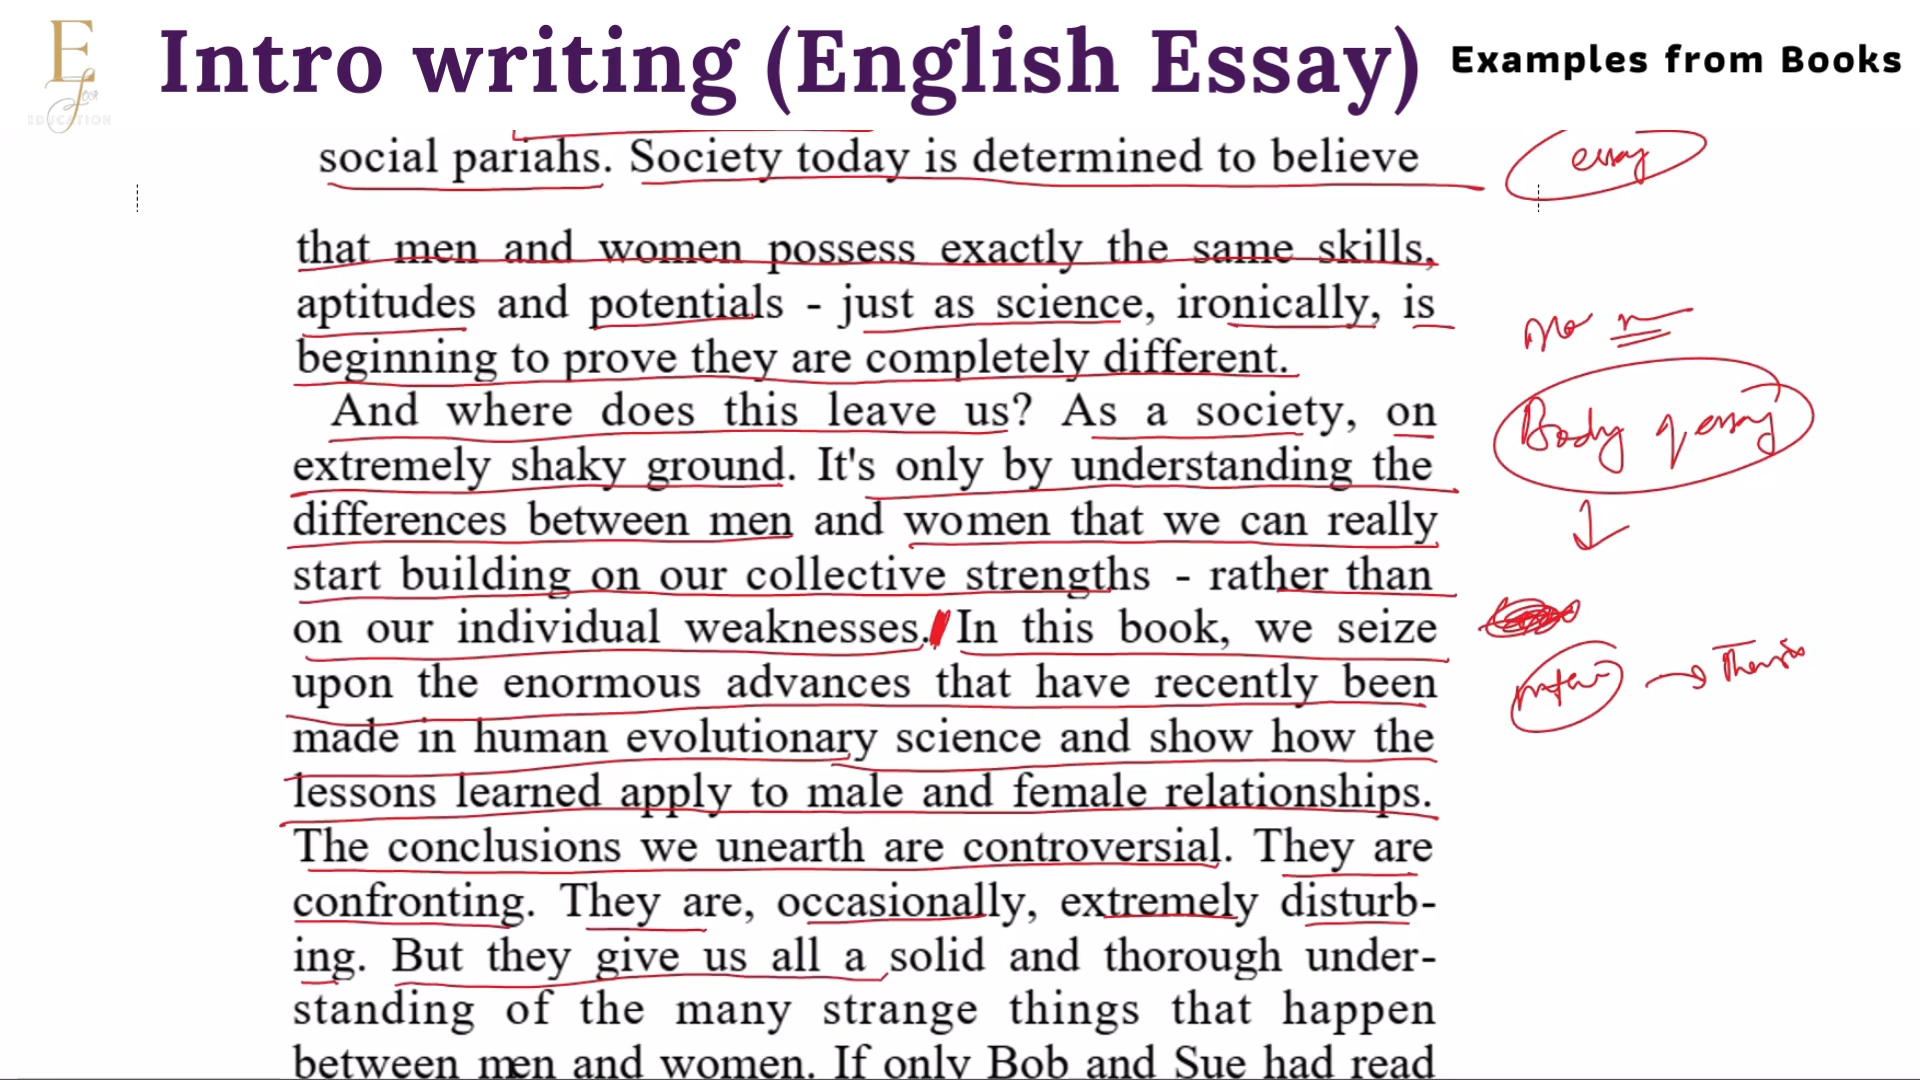 E
for
EDUCATION
Intro writing (English Essay)
Examples from Books
social pariahs. Society today is determined to believe
essay
that men and women possess exactly the same skills,
aptitudes and potentials - just as science, ironically, is
beginning to prove they are completely different.
And where does this leave us? As a society, on
Body of essay
extremely shaky ground. It's only by understanding the
differences between men and women that we can really
start building on our collective strengths - rather than
on our individual weaknesses. In this book, we seize
upon the enormous advances that have recently been
made in human evolutionary science and show how the
lessons learned apply to male and female relationships.
The conclusions we unearth are controversial. They are
confronting. They are, occasionally, extremely disturb-
ing. But they give us all a solid and thorough under-
standing of the many strange things that happen
between men and women. If only Bob and Sue had read